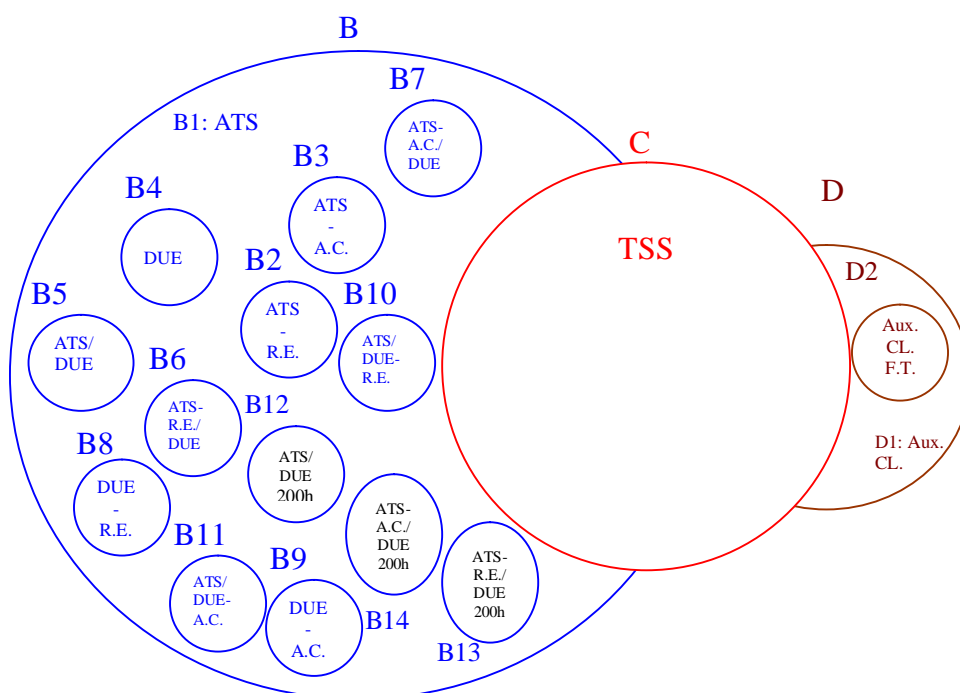 B
B7
B1: ATS
ATS-
A.C./
DUE
C
B3
B4
ATS
-
A.C.
D
DUE
B2
TSS
D2
B5
B10
ATS
-
R.E.
Aux.
CL.
F.T.
ATS/
DUE
ATS/
DUE-
R.E.
B6
B12
ATS-
R.E./
DUE
B8
D1: Aux.
CL.
ATS/
DUE
200h
DUE
-
R.E.
ATS-
A.C./
DUE
200h
B11
B9
ATS-
R.E./
DUE
200h
ATS/
DUE-
A.C.
DUE
-
A.C.
B14
B13